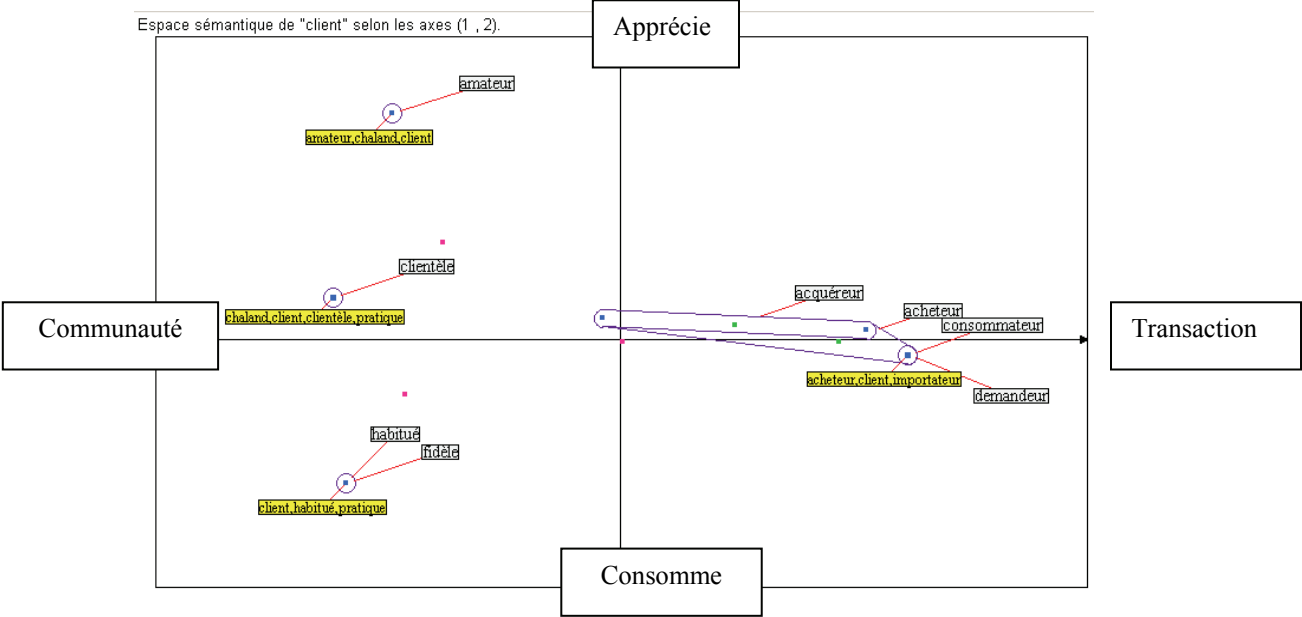 Espace sémantique de "client" selon les axes (1 , 2).
Apprécie
amateur
amateur,chaland,client
clientèle
chaland,client,clientèle,pratique
acquéreur
acheteur
consommateur
Communauté
Transaction
acheteur,client,importateur
demandeur
habitué
fidèle
client,habitué,pratique
Consomme